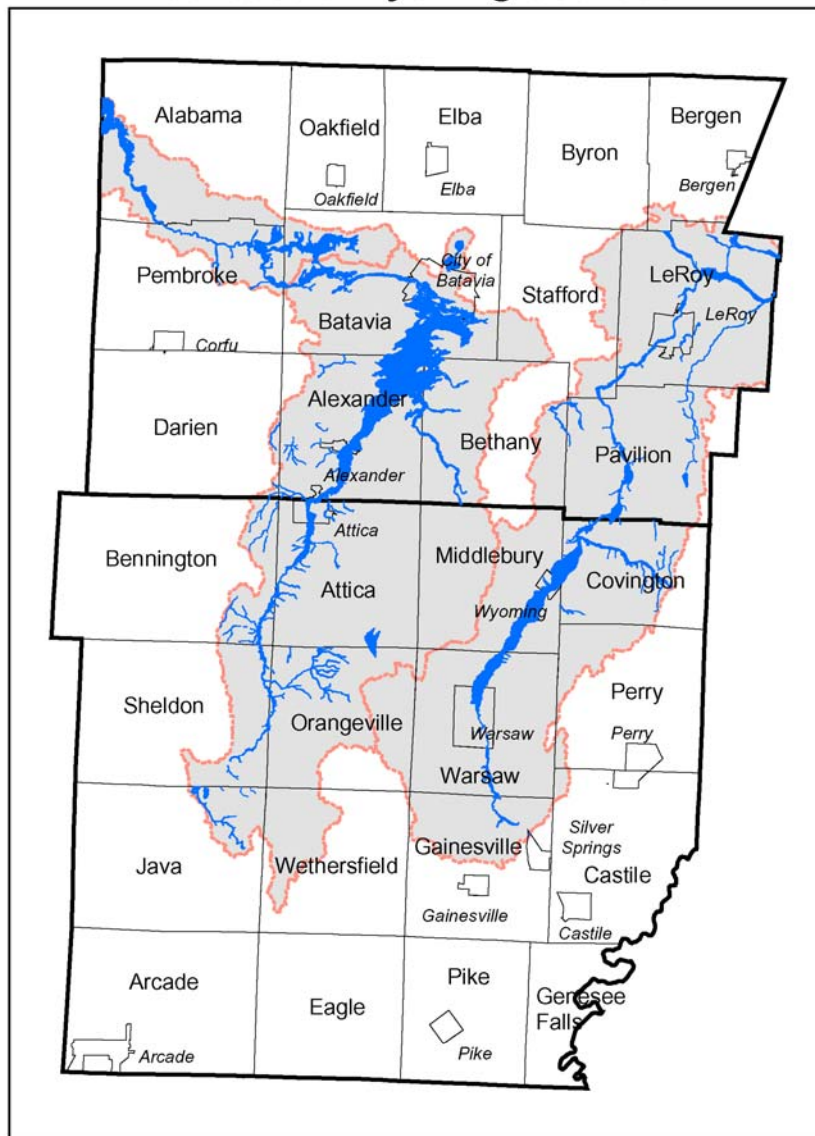 Alabama
Oakfield
Elba
Byron
Bergen
Oakfield
Elba
Bergen
Pembroke
City of
Batavia
Stafford
LeRoy
LeRoy
Batavia
Corfu
Darien
Alexander
Bethany
Pavilion
Alexander
Bennington
Attica
Attica
Middlebury
Covington
Wyoming
Sheldon
Orangeville
Warsaw
Warsaw
Perry
Perry
Java
Wethersfield
Gainesville
Silver
Springs
Castile
Gainesville
Castile
Arcade
Eagle
Pike
Genesee
Falls
Arcade
Pike